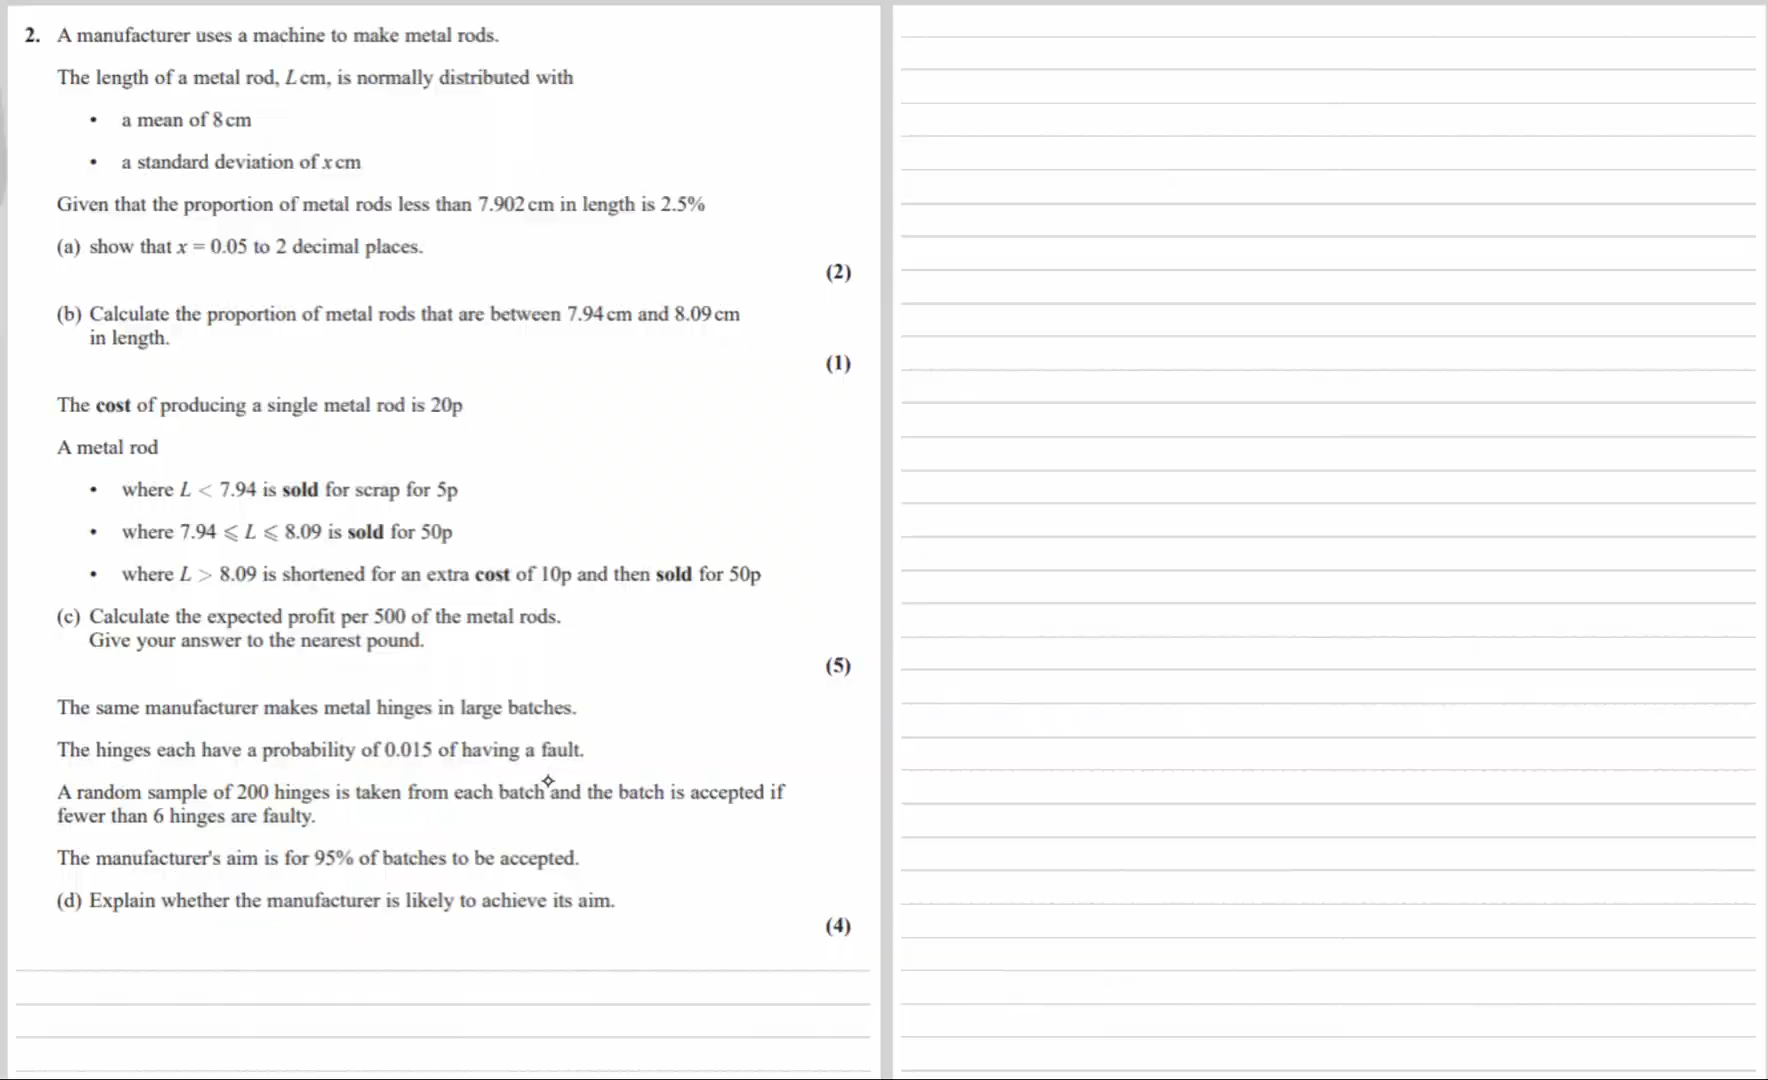 2. A manufacturer uses a machine to make metal rods.
The length of a metal rod, L cm, is normally distributed with
• a mean of 8 cm
• a standard deviation of x cm
Given that the proportion of metal rods less than 7.902 cm in length is 2.5%
(a) show that x = 0.05 to 2 decimal places.
(2)
(b) Calculate the proportion of metal rods that are between 7.94 cm and 8.09 cm
in length.
(1)
The cost of producing a single metal rod is 20p
A metal rod
• where L < 7.94 is sold for scrap for 5p
• where 7.94 ⩽ L ⩽ 8.09 is sold for 50p
• where L > 8.09 is shortened for an extra cost of 10p and then sold for 50p
(c) Calculate the expected profit per 500 of the metal rods.
Give your answer to the nearest pound.
(5)
The same manufacturer makes metal hinges in large batches.
The hinges each have a probability of 0.015 of having a fault.
A random sample of 200 hinges is taken from each batch and the batch is accepted if
fewer than 6 hinges are faulty.
The manufacturer's aim is for 95% of batches to be accepted.
(d) Explain whether the manufacturer is likely to achieve its aim.
(4)